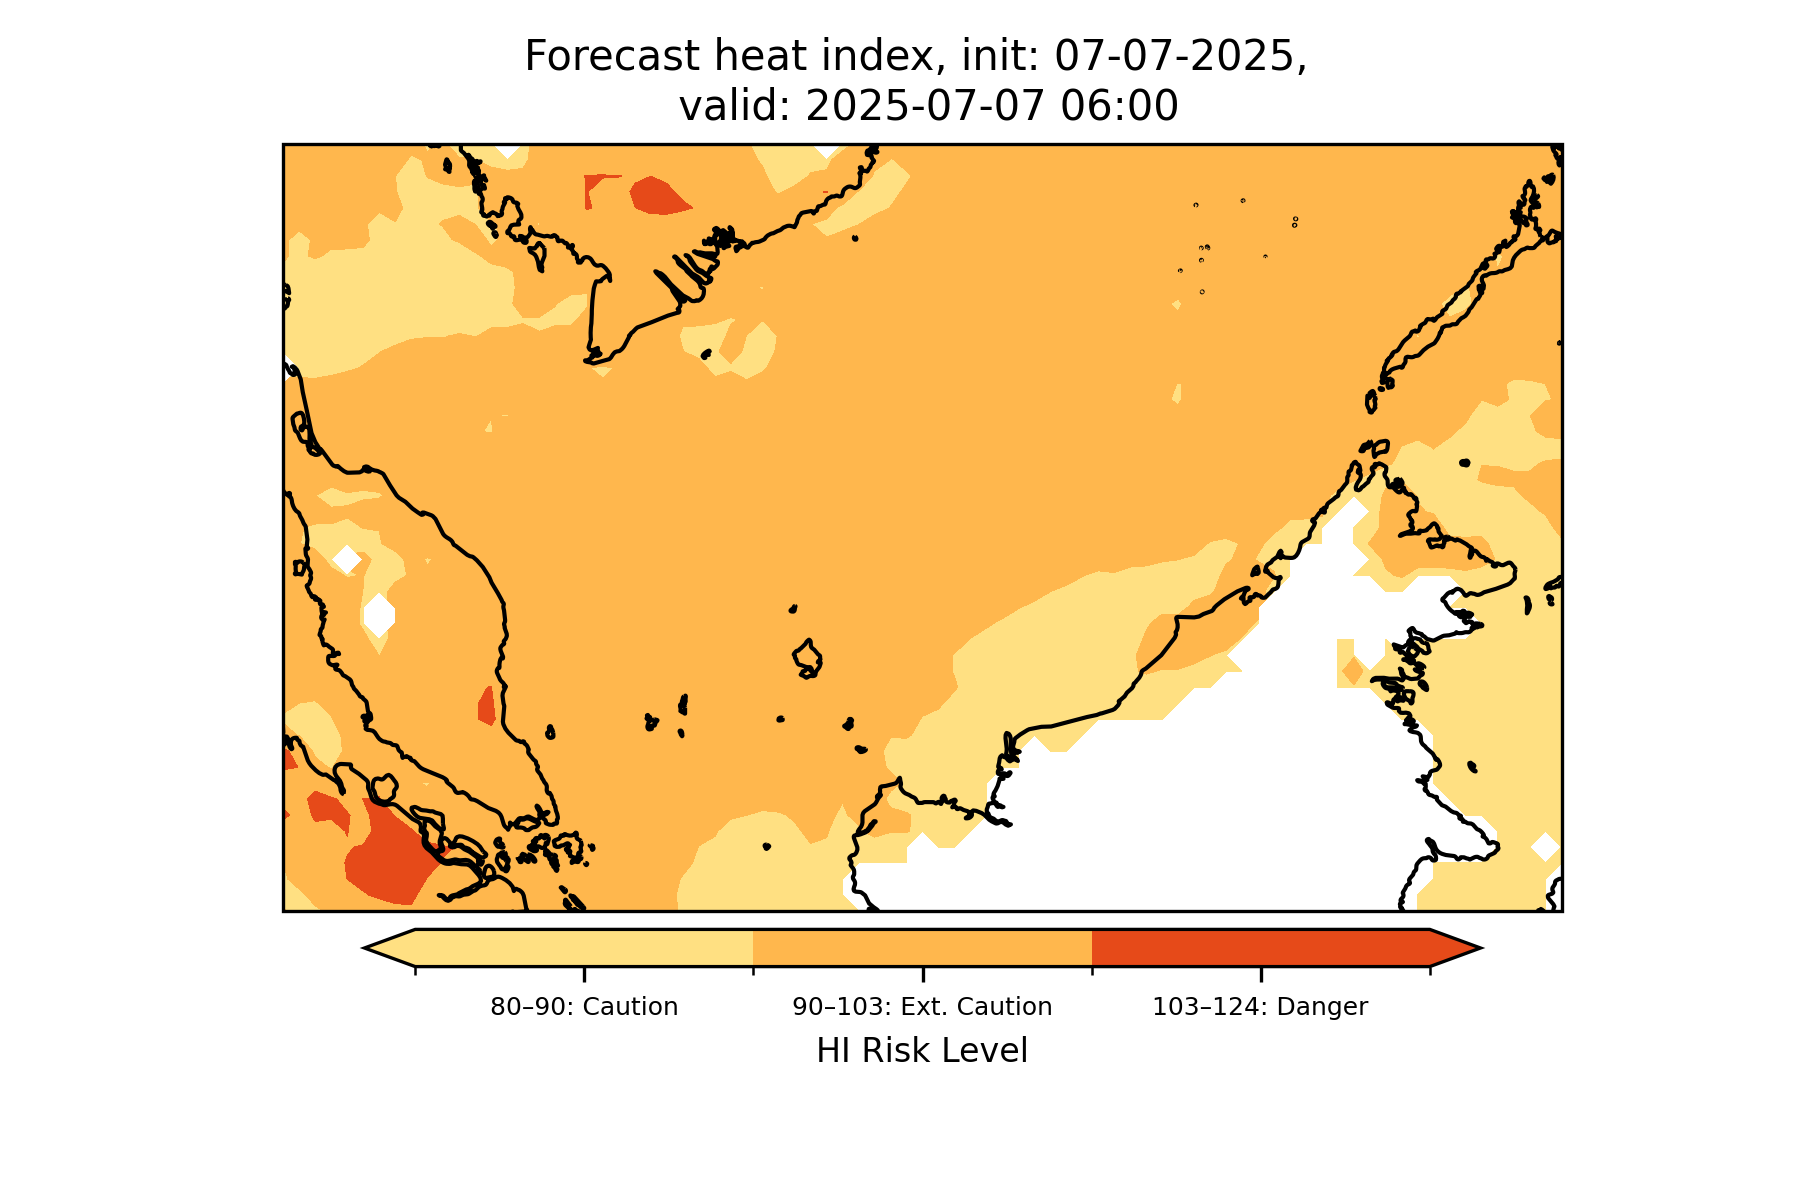 Forecast heat index, init: 07-07-2025,
valid: 2025-07-07 06:00
80–90: Caution
90–103: Ext. Caution
103–124: Danger
HI Risk Level